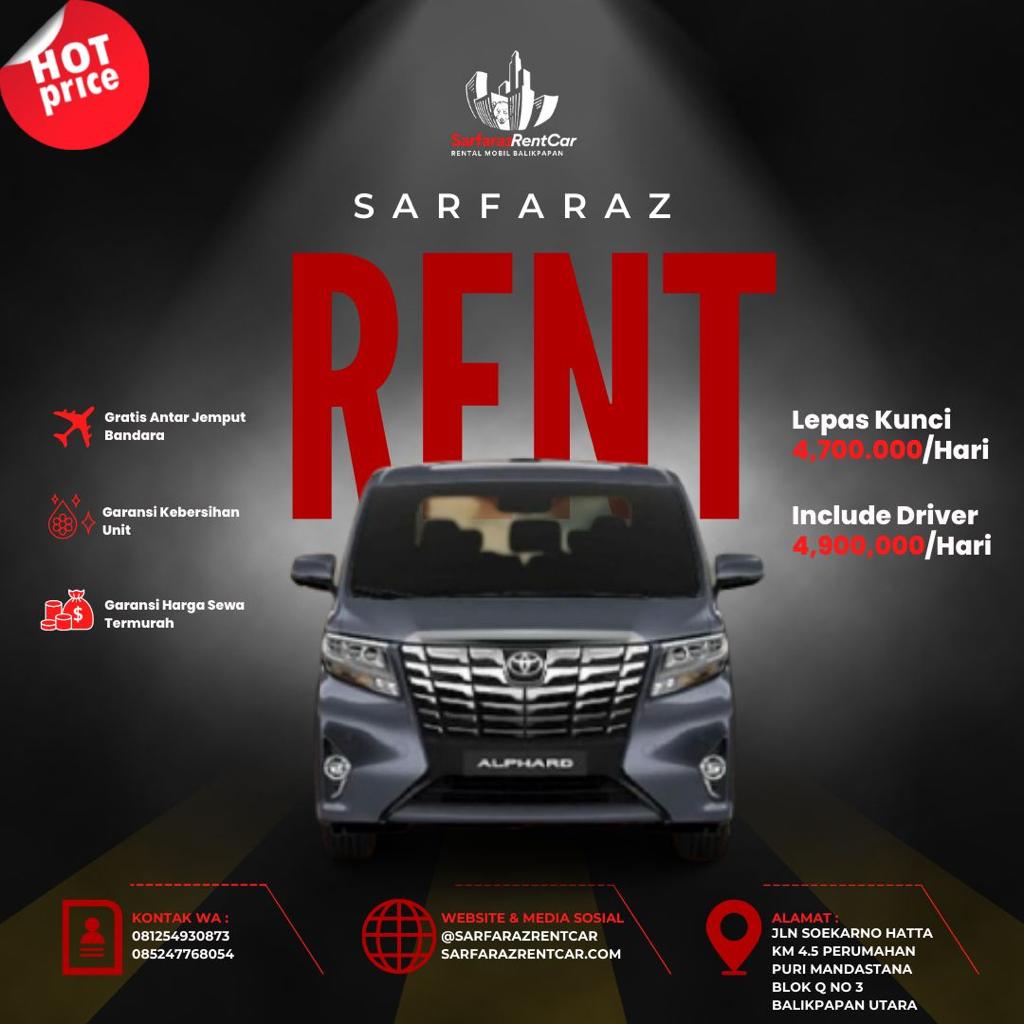 HOT
price
SarfarazRentCar
RENTAL MOBIL BALIKPAPAN
SARFARAZ
RENT
Gratis Antar Jemput
Bandara
Garansi Kebersihan
Unit
$
Garansi Harga Sewa
Termurah
Lepas Kunci
4,700.000/Hari
Include Driver
4,900,000/Hari
ALPHARD
KONTAK WA :
081254930873
085247768054
WEBSITE & MEDIA SOSIAL
@SARFARAZRENTCAR
SARFARAZRENTCAR.COM
ALAMAT :
JLN SOEKARNO HATTA
KM 4.5 PERUMAHAN
PURI MANDASTANA
BLOK Q NO 3
BALIKPAPAN UTARA